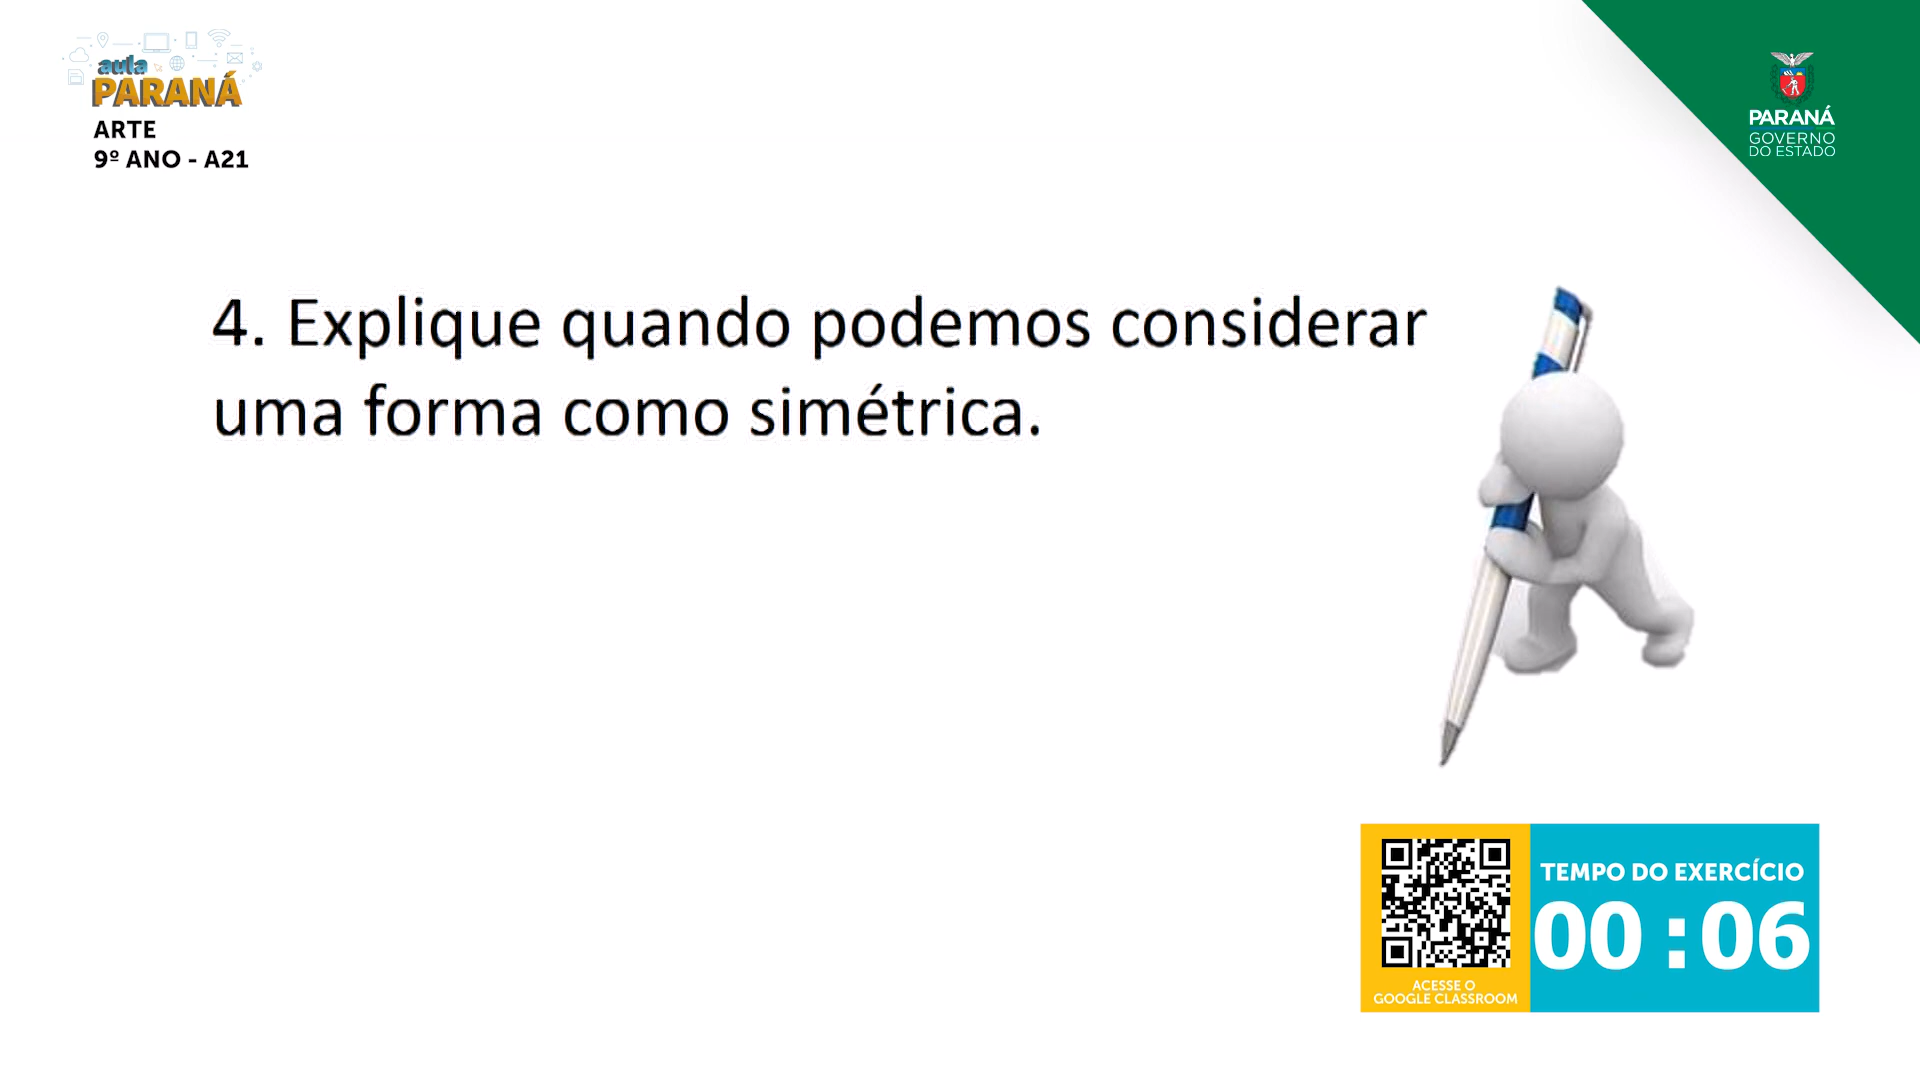 aula
PARANÁ
ARTE
9º ANO - A21
PARANÁ
GOVERNO
DO ESTADO
4. Explique quando podemos considerar
uma forma como simétrica.
TEMPO DO EXERCÍCIO
00 : 06
ACESSE O
GOOGLE CLASSROOM